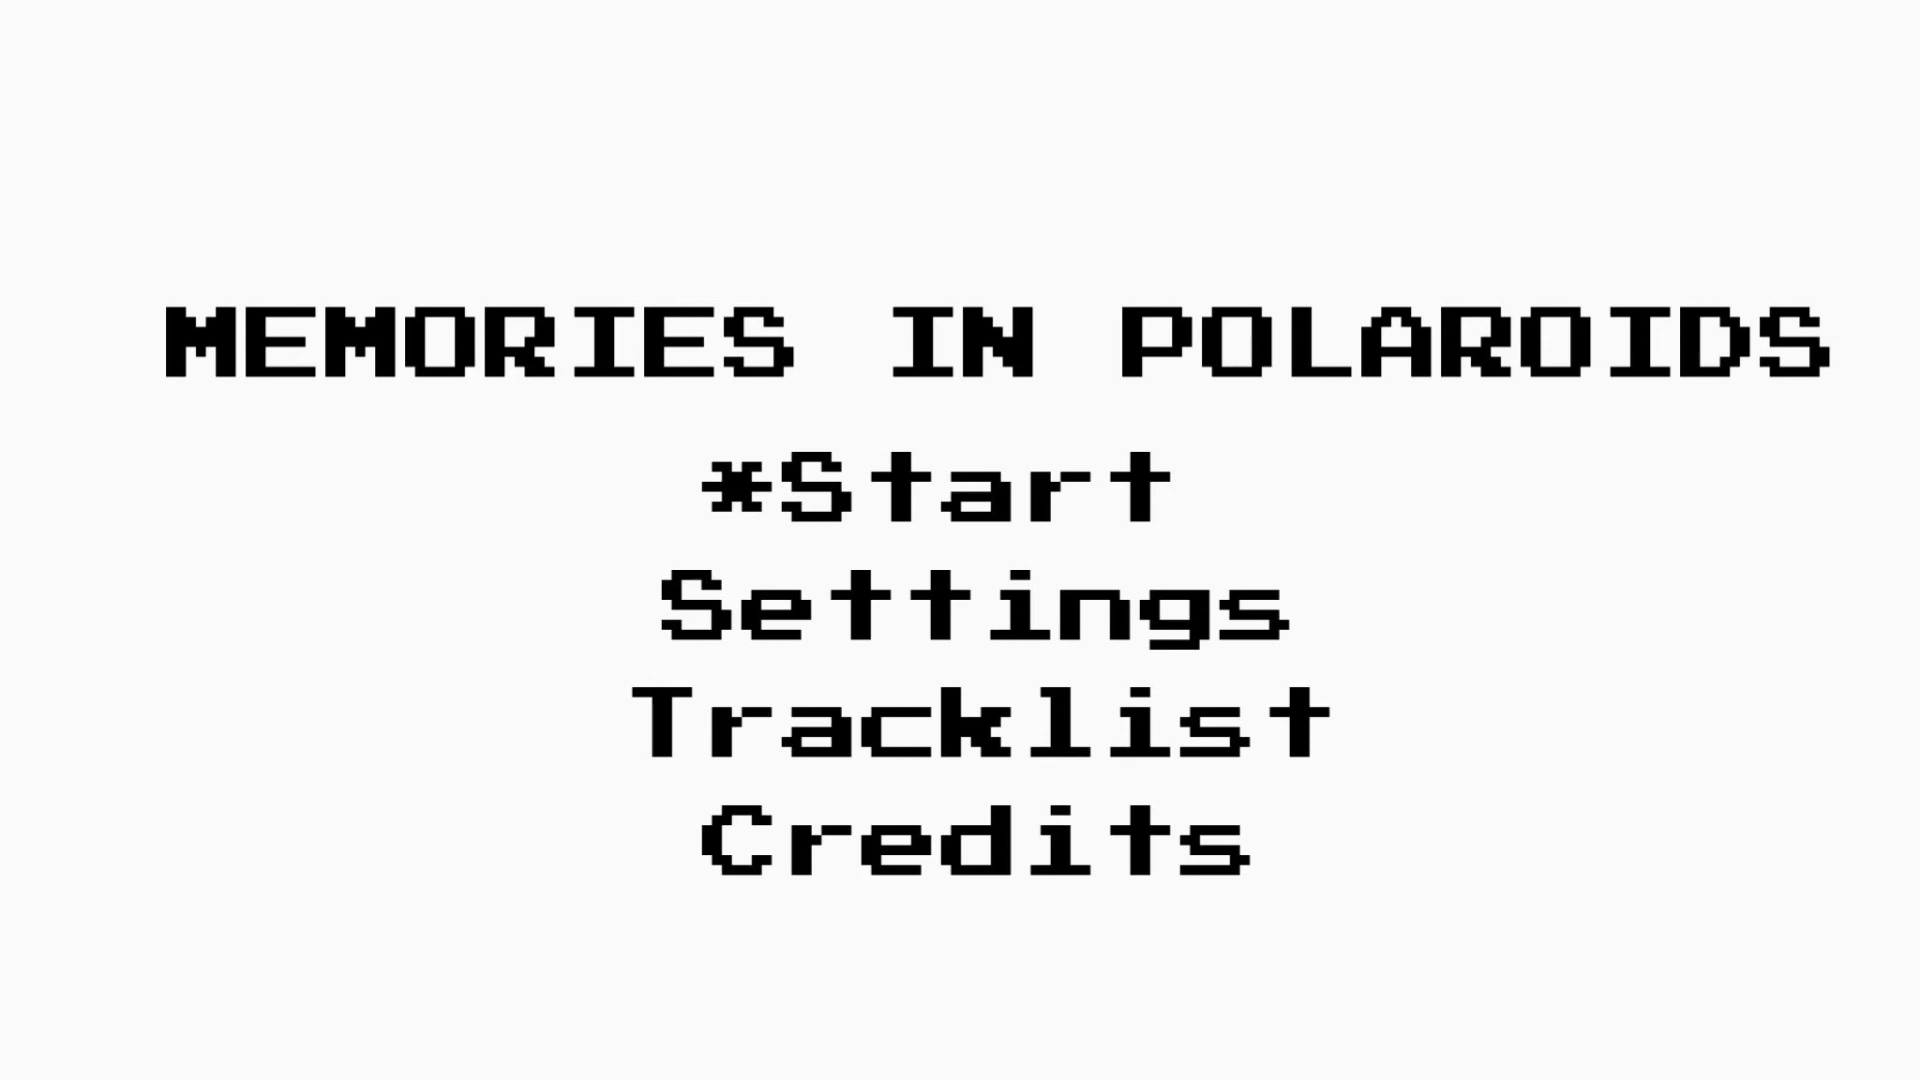 MEMORIES IN POLAROIDS
*Start
Settings
Tracklist
Credits